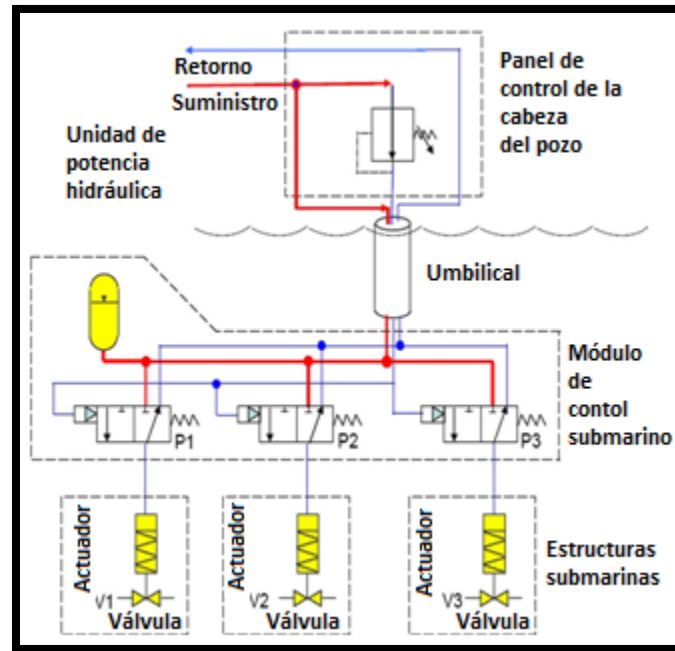 Retorno
Suministro
Panel de
control de la
cabeza
del pozo
Unidad de
potencia
hidráulica
Umbilical
Módulo
de
contol
submarino
P1
P2
P3
Actuador
V1
Válvula
Actuador
V2
Válvula
Actuador
V3
Válvula
Estructuras
submarinas